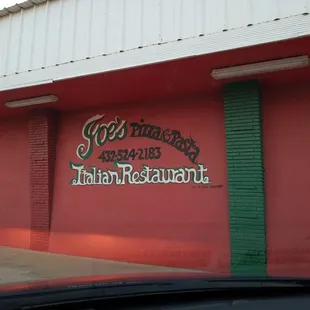 Joe's Pizza & Pasta
432-524-2183
Italian Restaurant